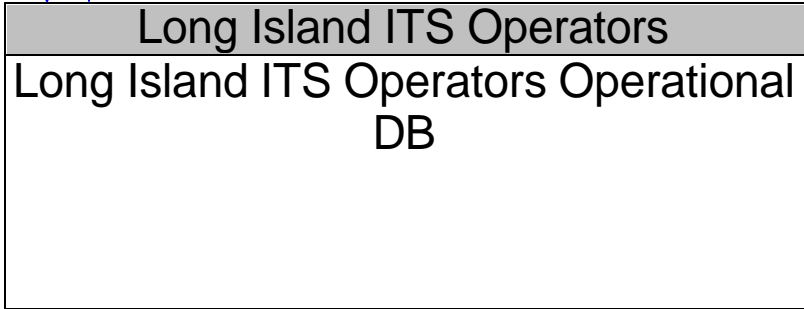 Long Island ITS Operators
Long Island ITS Operators Operational
DB